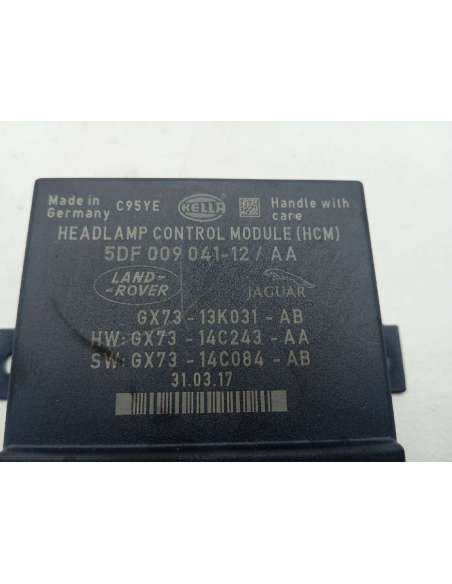 Made in
Germany
C95YE
HELLA
Handle with
care
HEADLAMP CONTROL MODULE (HCM)
5DF 009 041-12 / AA
LAND-
-ROVER
JAGUAR
GX73 - 13K031 - AB
HW: GX73 - 14C243 - AA
SW: GX73 - 14C084 - AB
31.03.17